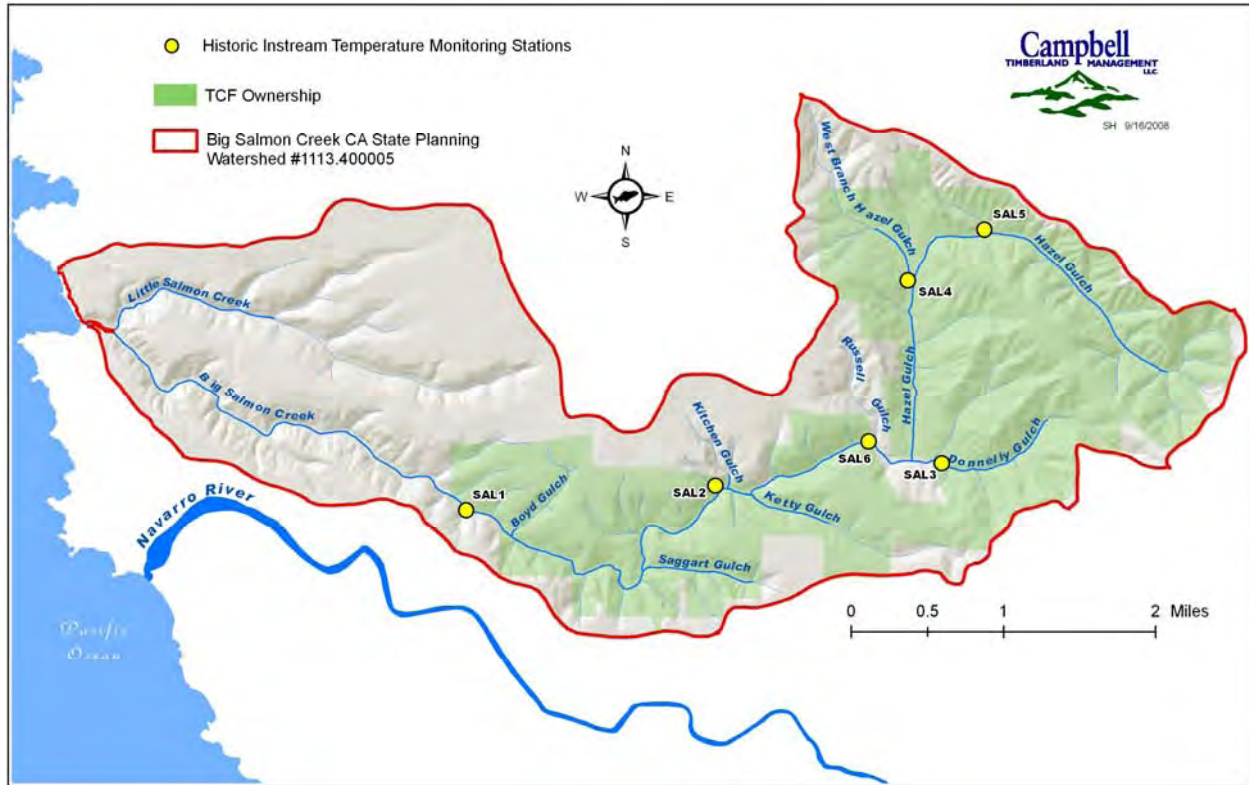 Historic Instream Temperature Monitoring Stations
TCF Ownership
Big Salmon Creek CA State Planning
Watershed #1113.400005
Campbell
TIMBERLAND MANAGEMENT
LLC.
SH 9/16/2008
N
W
E
S
West Branch Hazel Gulch
SAL5
Hazel Gulch
SAL4
Little Salmon Creek
Russell
Gulch
Hazel Gulch
Big Salmon Creek
Kitchen Gulch
SAL6
SAL3
Donnelly Gulch
SAL2
SAL1
Boyd Gulch
Ketty Gulch
Navarro River
Saggart Gulch
0 0.5 1 2 Miles
Pacific
Ocean